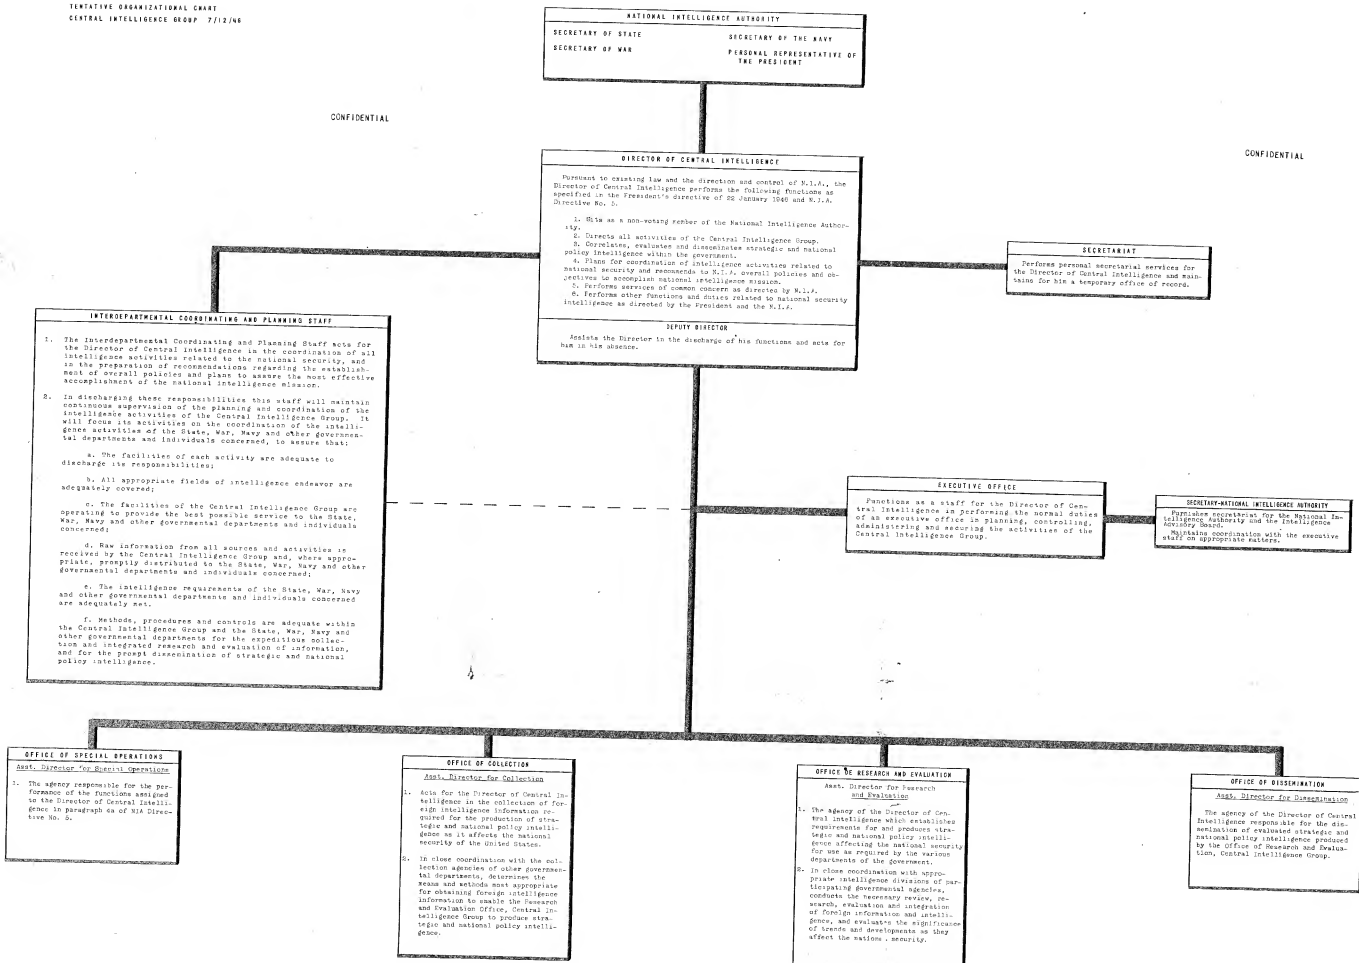 TENTATIVE ORGANIZATIONAL CHART
CENTRAL INTELLIGENCE GROUP 7/12/46
NATIONAL INTELLIGENCE AUTHORITY
SECRETARY OF STATE
SECRETARY OF WAR
SECRETARY OF THE NAVY
PERSONAL REPRESENTATIVE OF
THE PRESIDENT
CONFIDENTIAL
CONFIDENTIAL
DIRECTOR OF CENTRAL INTELLIGENCE
Pursuant to existing law and the direction and control of N.I.A., the
Director of Central Intelligence performs the following functions as
specified in the President's directive of 22 January 1946 and N.I.A.
Directive No. 5.
1. Sits as a non-voting member of the National Intelligence Author-
ity.
2. Directs all activities of the Central Intelligence Group.
3. Correlates, evaluates and disseminates strategic and national
policy intelligence within the government.
4. Plans for coordination of intelligence activities related to
national security and recommends to N.I.A. overall policies and ob-
jectives to accomplish national intelligence mission.
5. Performs services of common concern as directed by N.I.A.
6. Performs other functions and duties related to national security
intelligence as directed by the President and the N.I.A.
DEPUTY DIRECTOR
Assists the Director in the discharge of his functions and acts for
him in his absence.
SECRETARIAT
Performs personal secretarial services for
the Director of Central Intelligence and main-
tains for him a temporary office of record.
INTERDEPARTMENTAL COORDINATING AND PLANNING STAFF
1. The Interdepartmental Coordinating and Planning Staff acts for
the Director of Central Intelligence in the coordination of all
intelligence activities related to the national security, and
in the preparation of recommendations regarding the establish-
ment of overall policies and plans to assure the most effective
accomplishment of the national intelligence mission.
2. In discharging these responsibilities this staff will maintain
continuous supervision of the planning and coordination of the
intelligence activities of the Central Intelligence Group. It
will focus its activities on the coordination of the intelli-
gence activities of the State, War, Navy and other governmen-
tal departments and individuals concerned, to assure that:
a. The facilities of each activity are adequate to
discharge its responsibilities;
b. All appropriate fields of intelligence endeavor are
adequately covered;
c. The facilities of the Central Intelligence Group are
operating to provide the best possible service to the State,
War, Navy and other governmental departments and individuals
concerned;
d. Raw information from all sources and activities is
received by the Central Intelligence Group and, where appro-
priate, promptly distributed to the State, War, Navy and other
governmental departments and individuals concerned;
e. The intelligence requirements of the State, War, Navy
and other governmental departments and individuals concerned
are adequately met.
f. Methods, procedures and controls are adequate within
the Central Intelligence Group and the State, War, Navy and
other governmental departments for the expeditious collec-
tion and integrated research and evaluation of information,
and for the prompt dissemination of strategic and national
policy intelligence.
EXECUTIVE OFFICE
Functions as a staff for the Director of Cen-
tral Intelligence in performing the normal duties
of an executive office in planning, controlling,
administering and securing the activities of the
Central Intelligence Group.
SECRETARY-NATIONAL INTELLIGENCE AUTHORITY
Furnishes secretariat for the National In-
telligence Authority and the Intelligence
Advisory Board.
Maintains coordination with the executive
staff on appropriate matters.
OFFICE OF SPECIAL OPERATIONS
Asst. Director for Special Operations
1. The agency responsible for the per-
formance of the functions assigned
to the Director of Central Intelli-
gence in paragraph 4a of NIA Direc-
tive No. 5.
OFFICE OF COLLECTION
Asst. Director for Collection
1. Acts for the Director of Central In-
telligence in the collection of for-
eign intelligence information re-
quired for the production of stra-
tegic and national policy intelli-
gence as it affects the national
security of the United States.
2. In close coordination with the col-
lection agencies of other governmen-
tal departments, determines the
means and methods most appropriate
for obtaining foreign intelligence
information to enable the Research
and Evaluation Office, Central In-
telligence Group to produce stra-
tegic and national policy intelli-
gence.
OFFICE OF RESEARCH AND EVALUATION
Asst. Director for Research
and Evaluation
1. The agency of the Director of Cen-
tral Intelligence which establishes
requirements for and produces stra-
tegic and national policy intelli-
gence affecting the national security
for use as required by the various
departments of the government.
2. In close coordination with appro-
priate intelligence divisions of par-
ticipating governmental agencies,
conducts the necessary review, re-
search, evaluation and integration
of foreign information and intelli-
gence, and evaluates the significance
of trends and developments as they
affect the national security.
OFFICE OF DISSEMINATION
Asst. Director for Dissemination
The agency of the Director of Central
Intelligence responsible for the dis-
semination of evaluated strategic and
national policy intelligence produced
by the Office of Research and Evalua-
tion, Central Intelligence Group.